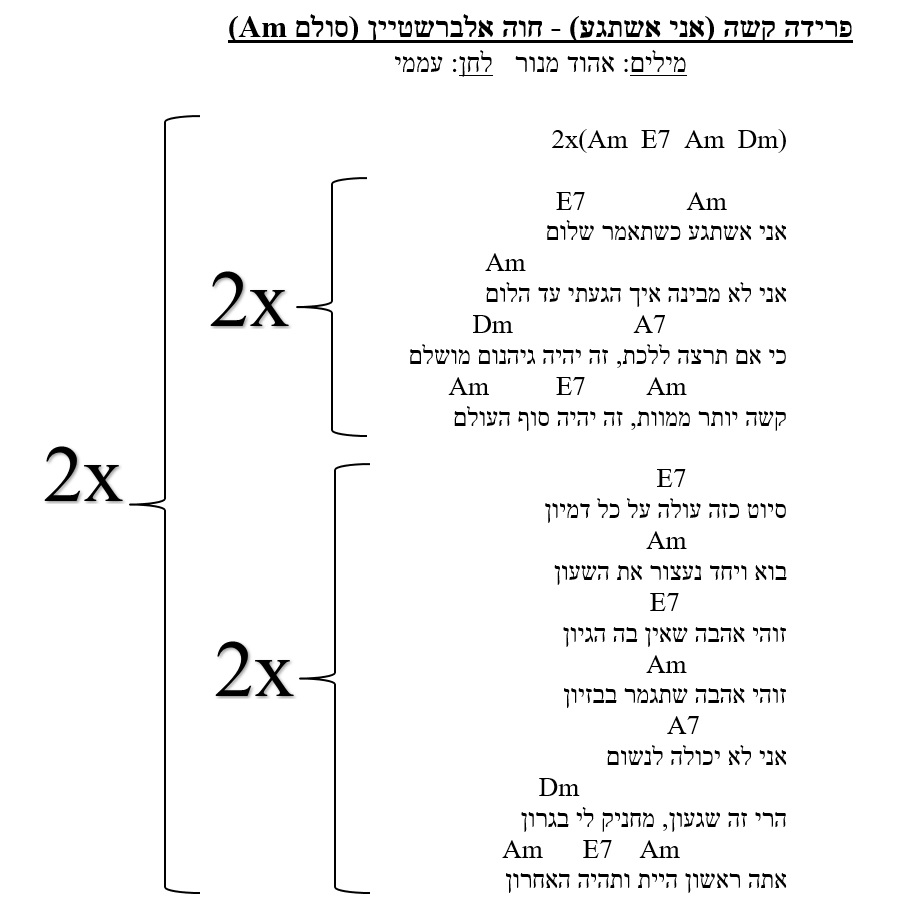 פרידה קשה (אני אשתגע) - חוה אלברשטיין (סולם Am)
מילים: אהוד מנור   לחן: עממי
2x(Am  E7  Am  Dm)
E7 Am
אני אשתגע כשתאמר שלום
Am
אני לא מבינה איך הגעתי עד הלום
Dm A7
כי אם תרצה ללכת, זה יהיה גיהנום מושלם
Am E7 Am
קשה יותר ממוות, זה יהיה סוף העולם
2x
E7
סיוט כזה עולה על כל דמיון
Am
בוא ויחד נעצור את השעון
E7
זוהי אהבה שאין בה הגיון
Am
זוהי אהבה שתגמר בבזיון
A7
אני לא יכולה לנשום
Dm
הרי זה שגעון, מחניק לי בגרון
Am E7 Am
אתה ראשון היית ותהיה האחרון
2x
2x